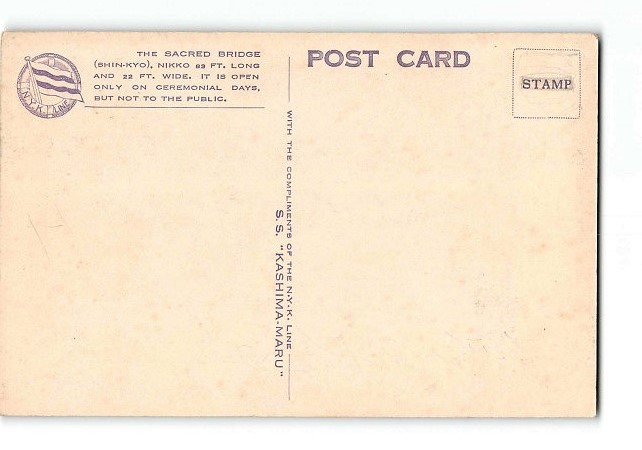 THE SACRED BRIDGE
(SHIN-KYO), NIKKO 83 FT. LONG
AND 22 FT. WIDE. IT IS OPEN
ONLY ON CEREMONIAL DAYS,
BUT NOT TO THE PUBLIC.
N.Y.K. LINE
POST CARD
STAMP
WITH THE COMPLIMENTS OF THE N.Y.K. LINE
S.S. "KASHIMA-MARU"